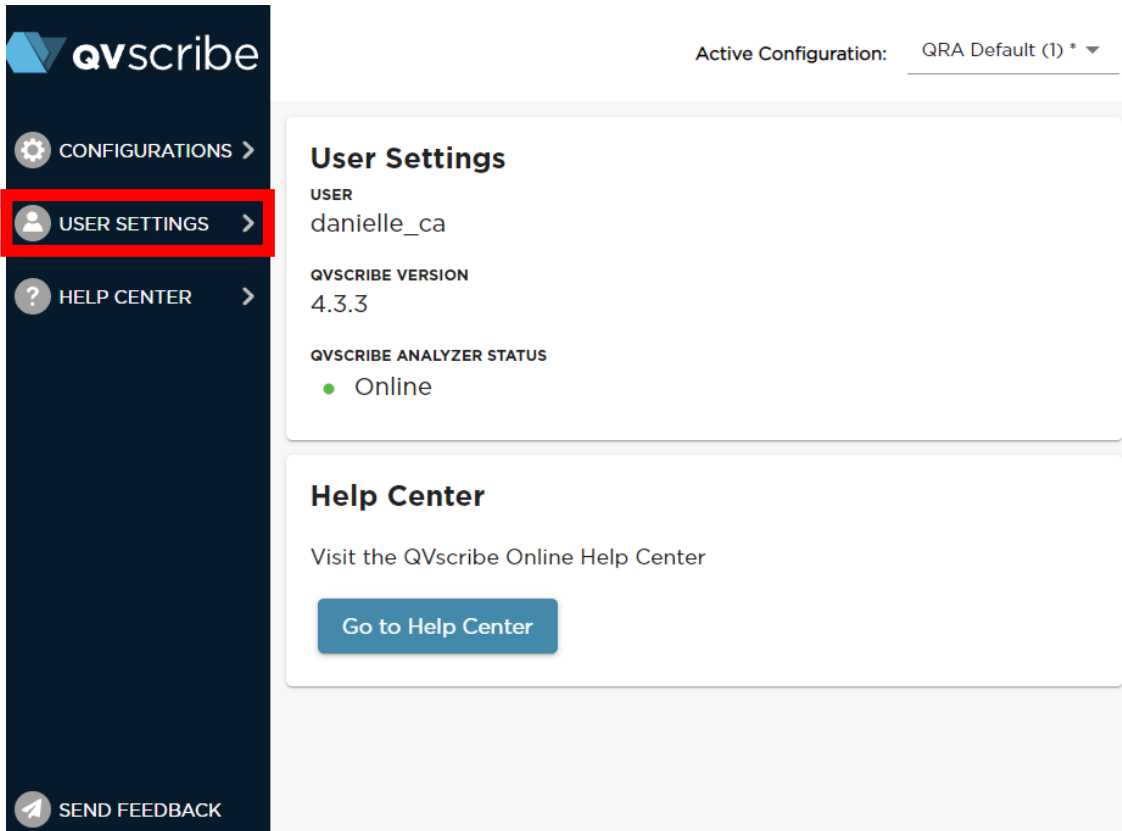 QVscribe
Active Configuration: QRA Default (1) *
CONFIGURATIONS
USER SETTINGS
HELP CENTER
SEND FEEDBACK
User Settings
USER
danielle_ca
QVSCRIBE VERSION
4.3.3
QVSCRIBE ANALYZER STATUS
Online
Help Center
Visit the QVscribe Online Help Center
Go to Help Center